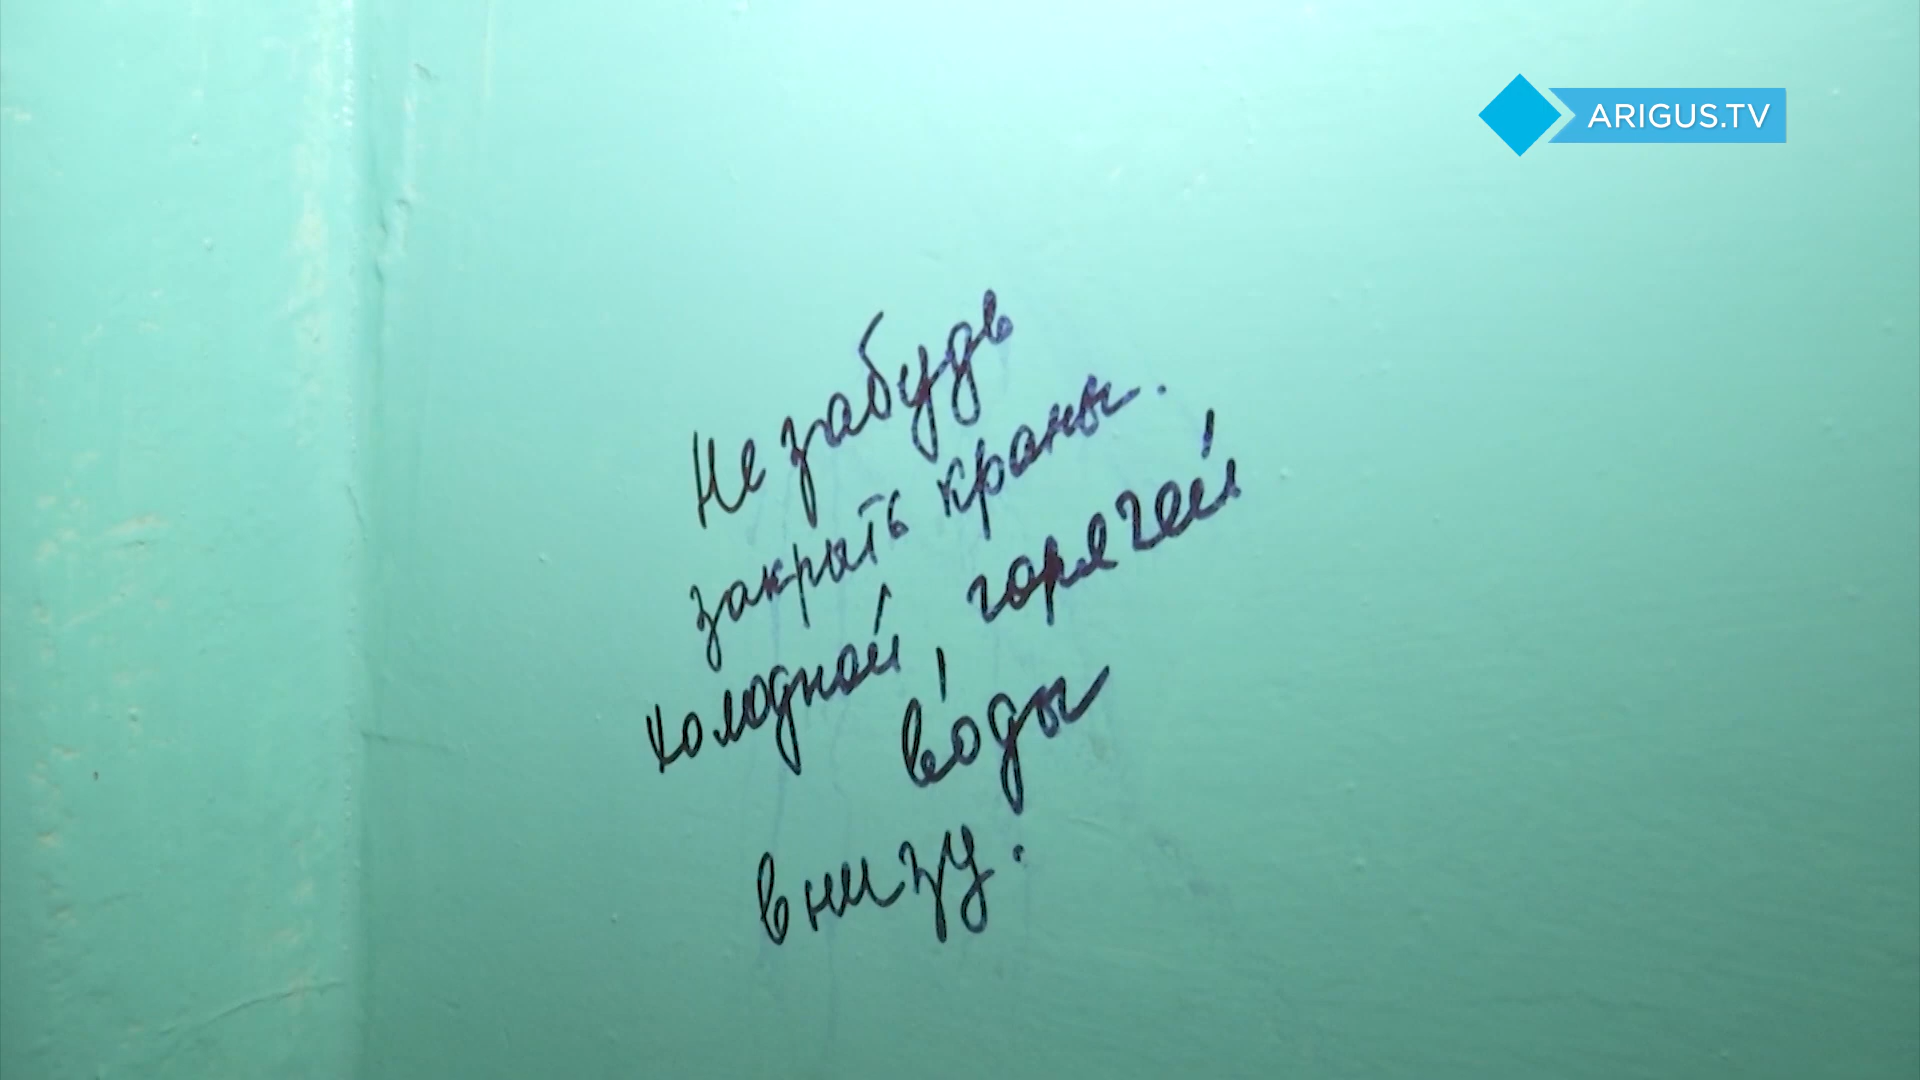 ARIGUS.TV
Не забудь
закрыть краны.
холодной, горячей
воды
внизу.